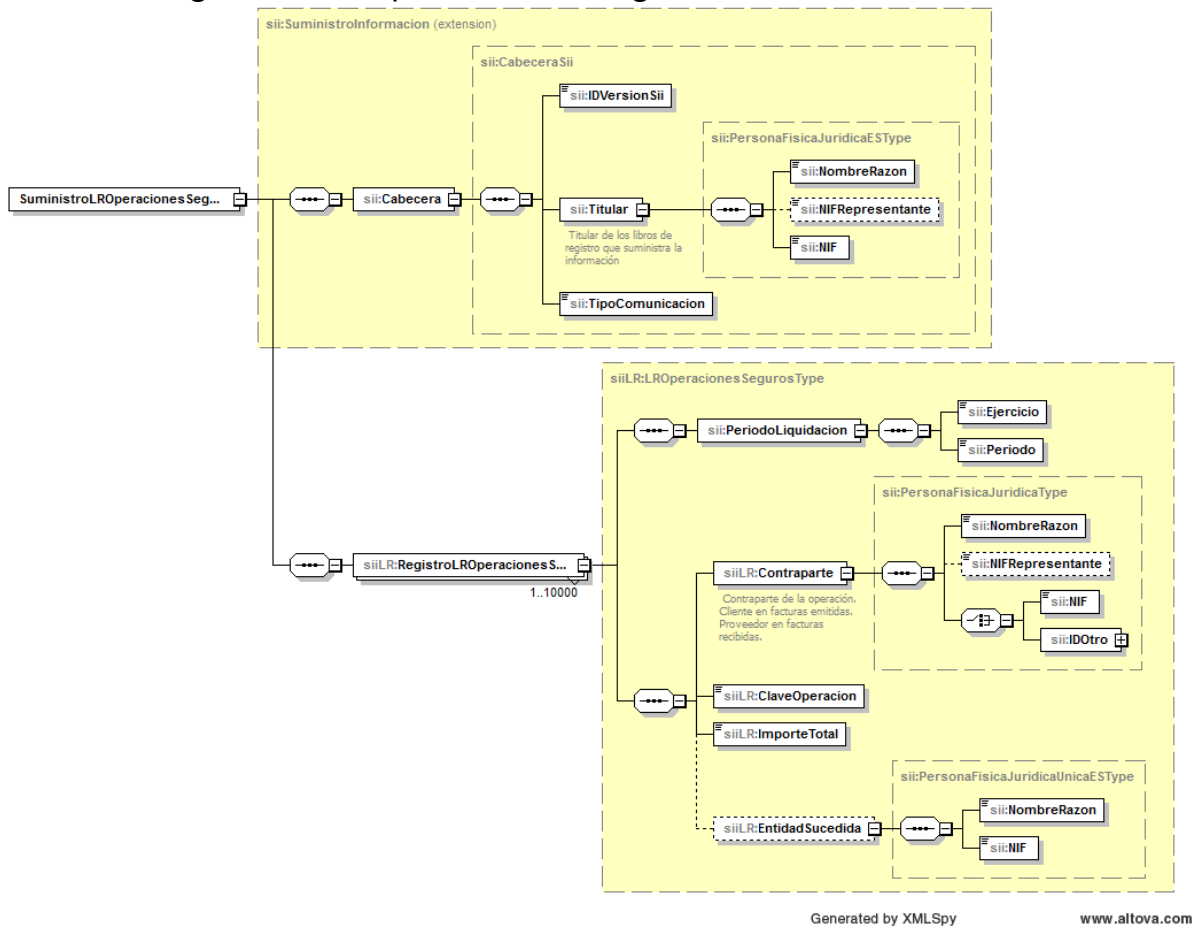 sii:SuministroInformacion (extension)
sii:CabeceraSii
sii:IDVersionSii
sii:PersonaFisicaJuridicaESType
sii:NombreRazon
SuministroLROperacionesSeg...
sii:Cabecera
sii:Titular
sii:NIFRepresentante
Titular de los libros de
registro que suministra la
información
sii:NIF
sii:TipoComunicacion
siiLR:LROperacionesSegurosType
sii:Ejercicio
sii:PeriodoLiquidacion
sii:Periodo
sii:PersonaFisicaJuridicaType
sii:NombreRazon
siiLR:RegistroLROperacionesS...
1..10000
siiLR:Contraparte
sii:NIFRepresentante
Contraparte de la operación.
Cliente en facturas emitidas.
Proveedor en facturas
recibidas.
sii:NIF
sii:IDOtro
siiLR:ClaveOperacion
siiLR:ImporteTotal
sii:PersonaFisicaJuridicaUnicaESType
sii:NombreRazon
siiLR:EntidadSucedida
sii:NIF
Generated by XMLSpy
www.altova.com